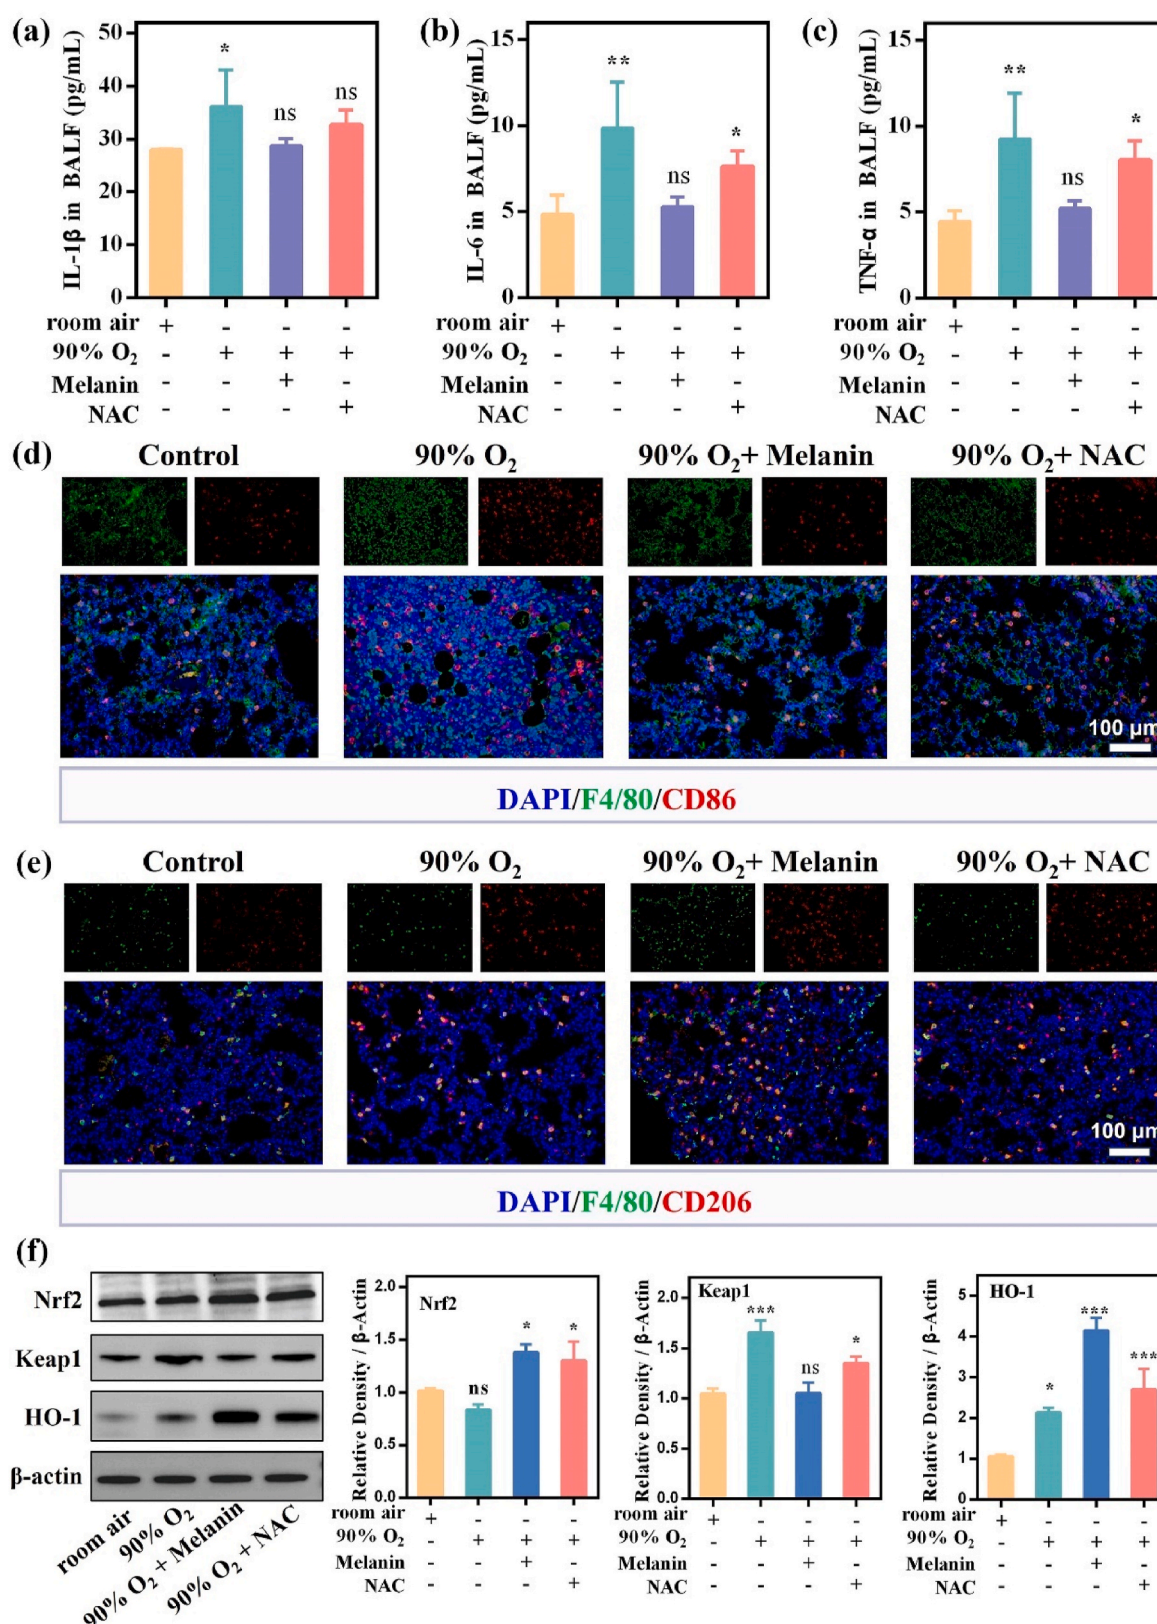 (a) (b) (c)
IL-1β in BALF (pg/mL)
50
40
30
20
10
0
*
ns
ns
room air + - - -
90% O2 - + + +
Melanin - - + -
NAC - - - +
IL-6 in BALF (pg/mL)
15
10
5
0
**
ns
*
room air + - - -
90% O2 - + + +
Melanin - - + -
NAC - - - +
TNF-α in BALF (pg/mL)
15
10
5
0
**
ns
*
room air + - - -
90% O2 - + + +
Melanin - - + -
NAC - - - +
(d) Control 90% O2 90% O2+ Melanin 90% O2+ NAC
100 μm
DAPI/F4/80/CD86
(e) Control 90% O2 90% O2+ Melanin 90% O2+ NAC
100 μm
DAPI/F4/80/CD206
(f)
Nrf2
Keap1
HO-1
β-actin
room air
90% O2
90% O2 + Melanin
90% O2 + NAC
Relative Density / β-Actin
Nrf2
2.0
1.5
1.0
0.5
0.0
ns
*
*
room air + - - -
90% O2 - + + +
Melanin - - + -
NAC - - - +
Relative Density / β-Actin
Keap1
2.0
1.5
1.0
0.5
0.0
***
ns
*
room air + - - -
90% O2 - + + +
Melanin - - + -
NAC - - - +
Relative Density / β-Actin
HO-1
5
4
3
2
1
0
*
***
***
room air + - - -
90% O2 - + + +
Melanin - - + -
NAC - - - +